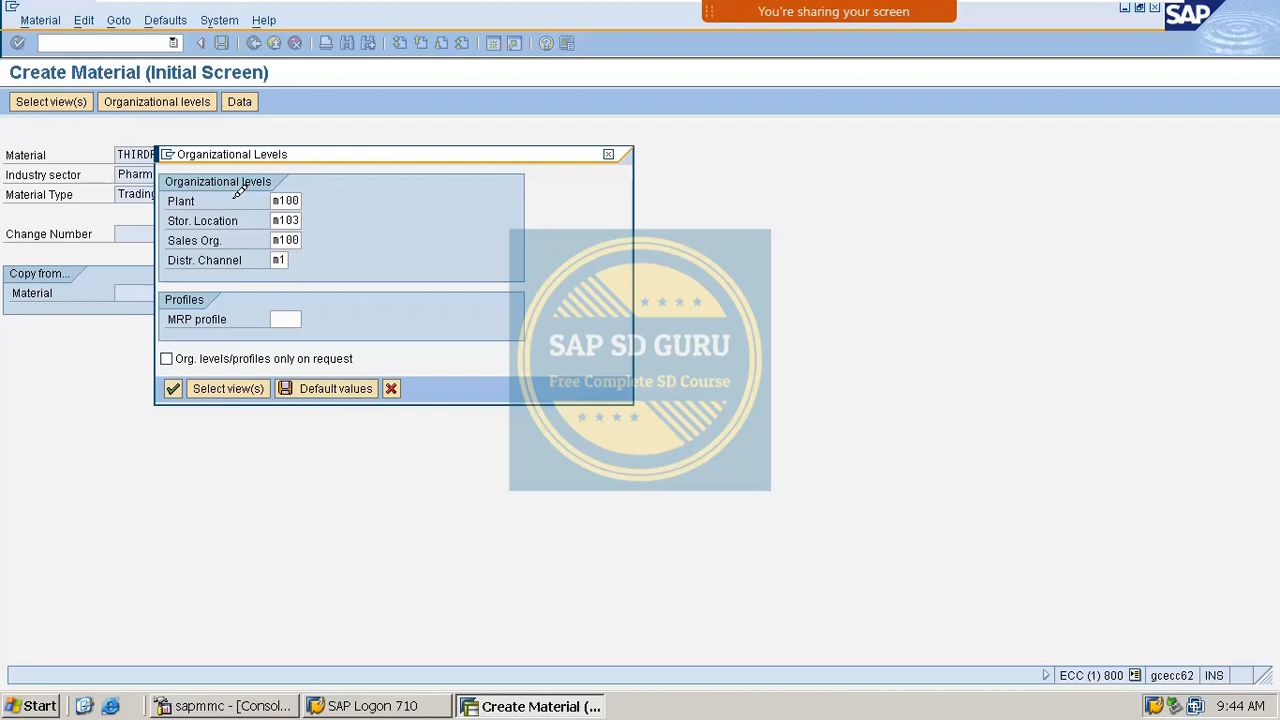 You're sharing your screen
Material Edit Goto Defaults System Help
SAP
Create Material (Initial Screen)
Select view(s) Organizational levels Data
Material
Industry sector Pharm
Material Type Trading
Change Number
Copy from...
Material
Organizational Levels
Organizational levels
Plant m100
Stor. Location m103
Sales Org. m100
Distr. Channel m1
Profiles
MRP profile
Org. levels/profiles only on request
Select view(s) Default values
SAP SD GURU
Free Complete SD Course
ECC (1) 800 gcecc62 INS
Start sapmmc - [Consol... SAP Logon 710 Create Material (... 9:44 AM